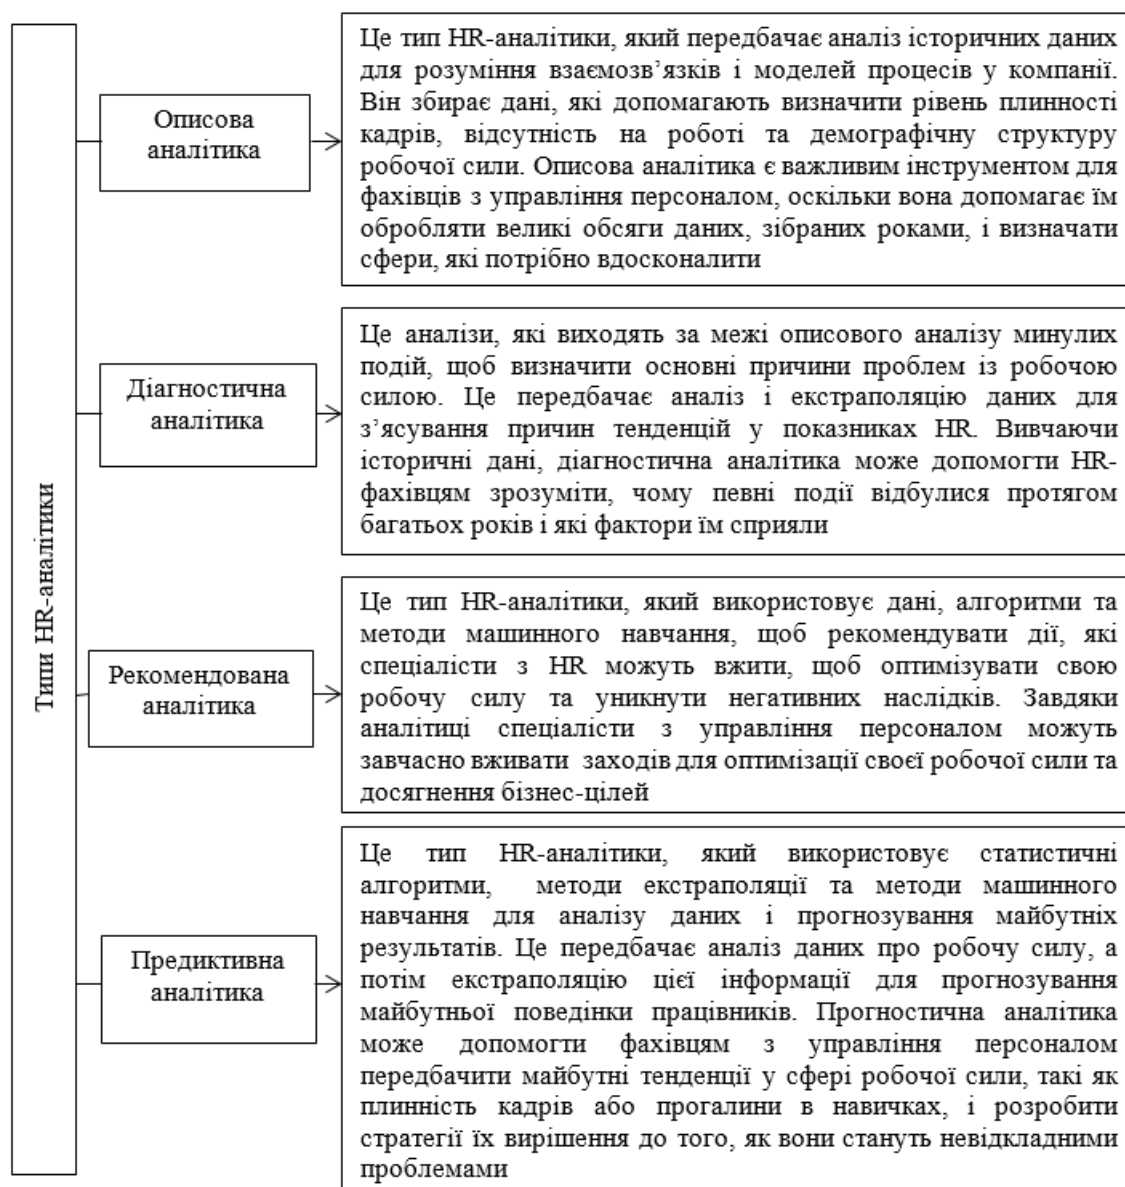 Типи HR-аналітики
Описова
аналітика
Це тип HR-аналітики, який передбачає аналіз історичних даних
для розуміння взаємозв’язків і моделей процесів у компанії.
Він збирає дані, які допомагають визначити рівень плинності
кадрів, відсутність на роботі та демографічну структуру
робочої сили. Описова аналітика є важливим інструментом для
фахівців з управління персоналом, оскільки вона допомагає їм
обробляти великі обсяги даних, зібраних роками, і визначати
сфери, які потрібно вдосконалити
Діагностична
аналітика
Це аналізи, які виходять за межі описового аналізу минулих
подій, щоб визначити основні причини проблем із робочою
силою. Це передбачає аналіз і екстраполяцію даних для
з’ясування причин тенденцій у показниках HR. Вивчаючи
історичні дані, діагностична аналітика може допомогти HR-
фахівцям зрозуміти, чому певні події відбулися протягом
багатьох років і які фактори їм сприяли
Рекомендована
аналітика
Це тип HR-аналітики, який використовує дані, алгоритми та
методи машинного навчання, щоб рекомендувати дії, які
спеціалісти з HR можуть вжити, щоб оптимізувати свою
робочу силу та уникнути негативних наслідків. Завдяки
аналітиці спеціалісти з управління персоналом можуть
завчасно вживати заходів для оптимізації своєї робочої сили та
досягнення бізнес-цілей
Предиктивна
аналітика
Це тип HR-аналітики, який використовує статистичні
алгоритми, методи екстраполяції та методи машинного
навчання для аналізу даних і прогнозування майбутніх
результатів. Це передбачає аналіз даних про робочу силу, а
потім екстраполяцію цієї інформації для прогнозування
майбутньої поведінки працівників. Прогностична аналітика
може допомогти фахівцям з управління персоналом
передбачити майбутні тенденції у сфері робочої сили, такі як
плинність кадрів або прогалини в навичках, і розробити
стратегії їх вирішення до того, як вони стануть невідкладними
проблемами